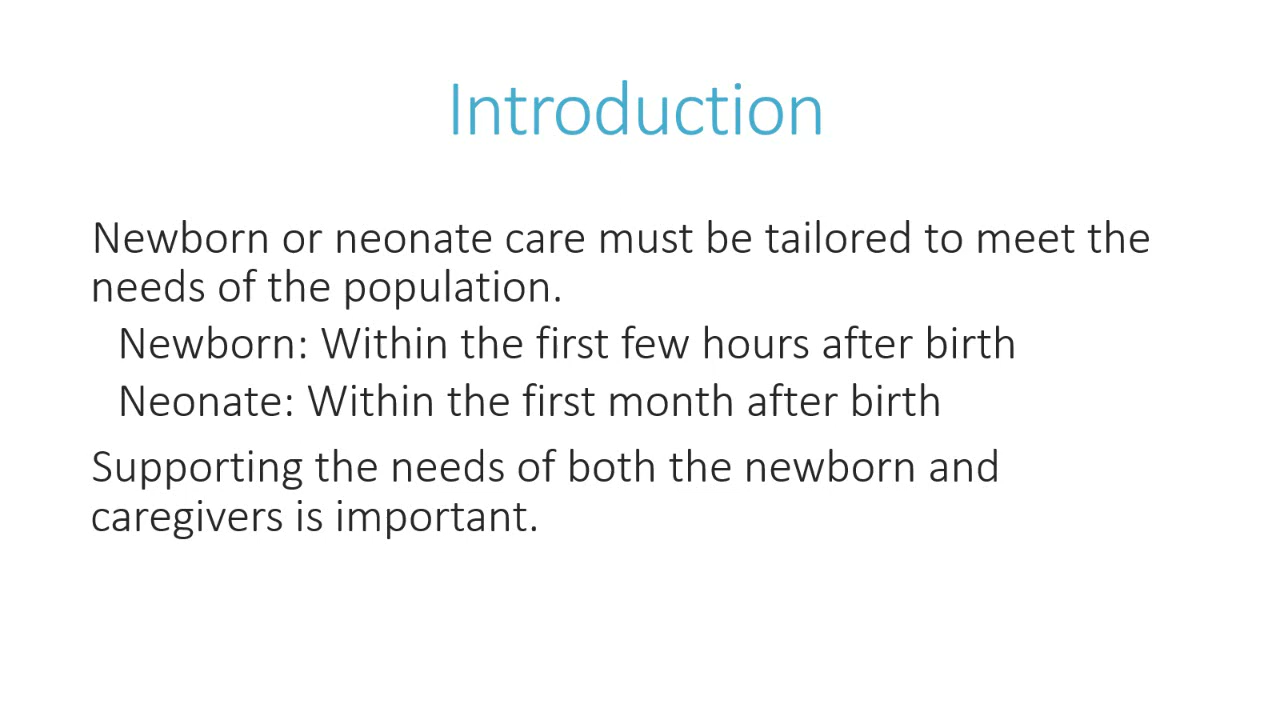 Introduction
Newborn or neonate care must be tailored to meet the
needs of the population.
Newborn: Within the first few hours after birth
Neonate: Within the first month after birth
Supporting the needs of both the newborn and
caregivers is important.